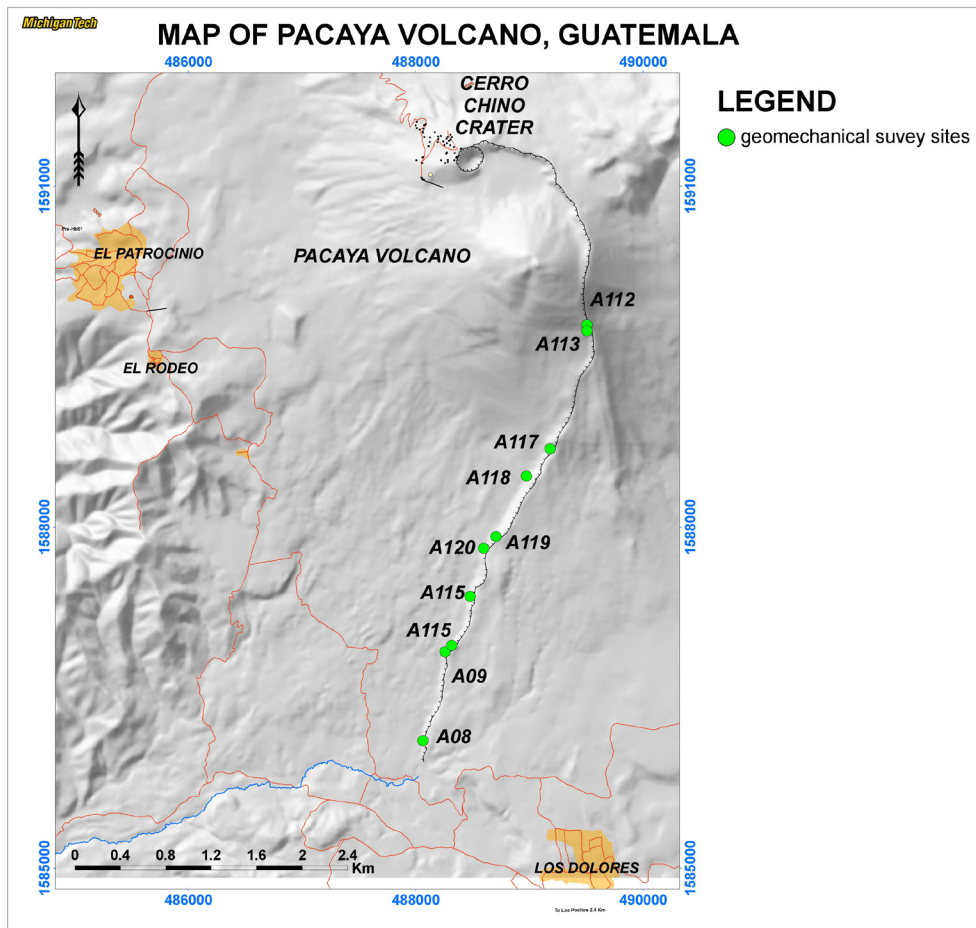 Michigan Tech
MAP OF PACAYA VOLCANO, GUATEMALA
486000
488000
490000
CERRO
CHINO
CRATER
LEGEND
geomechanical suvey sites
1591000
1591000
EL PATROCINIO
PACAYA VOLCANO
A112
A113
EL RODEO
A117
A118
1588000
1588000
A119
A120
A115
A115
A09
A08
0 0.4 0.8 1.2 1.6 2 2.4
Km
LOS DOLORES
1585000
1585000
486000
488000
490000
To Los Pocitos 2.4 Km